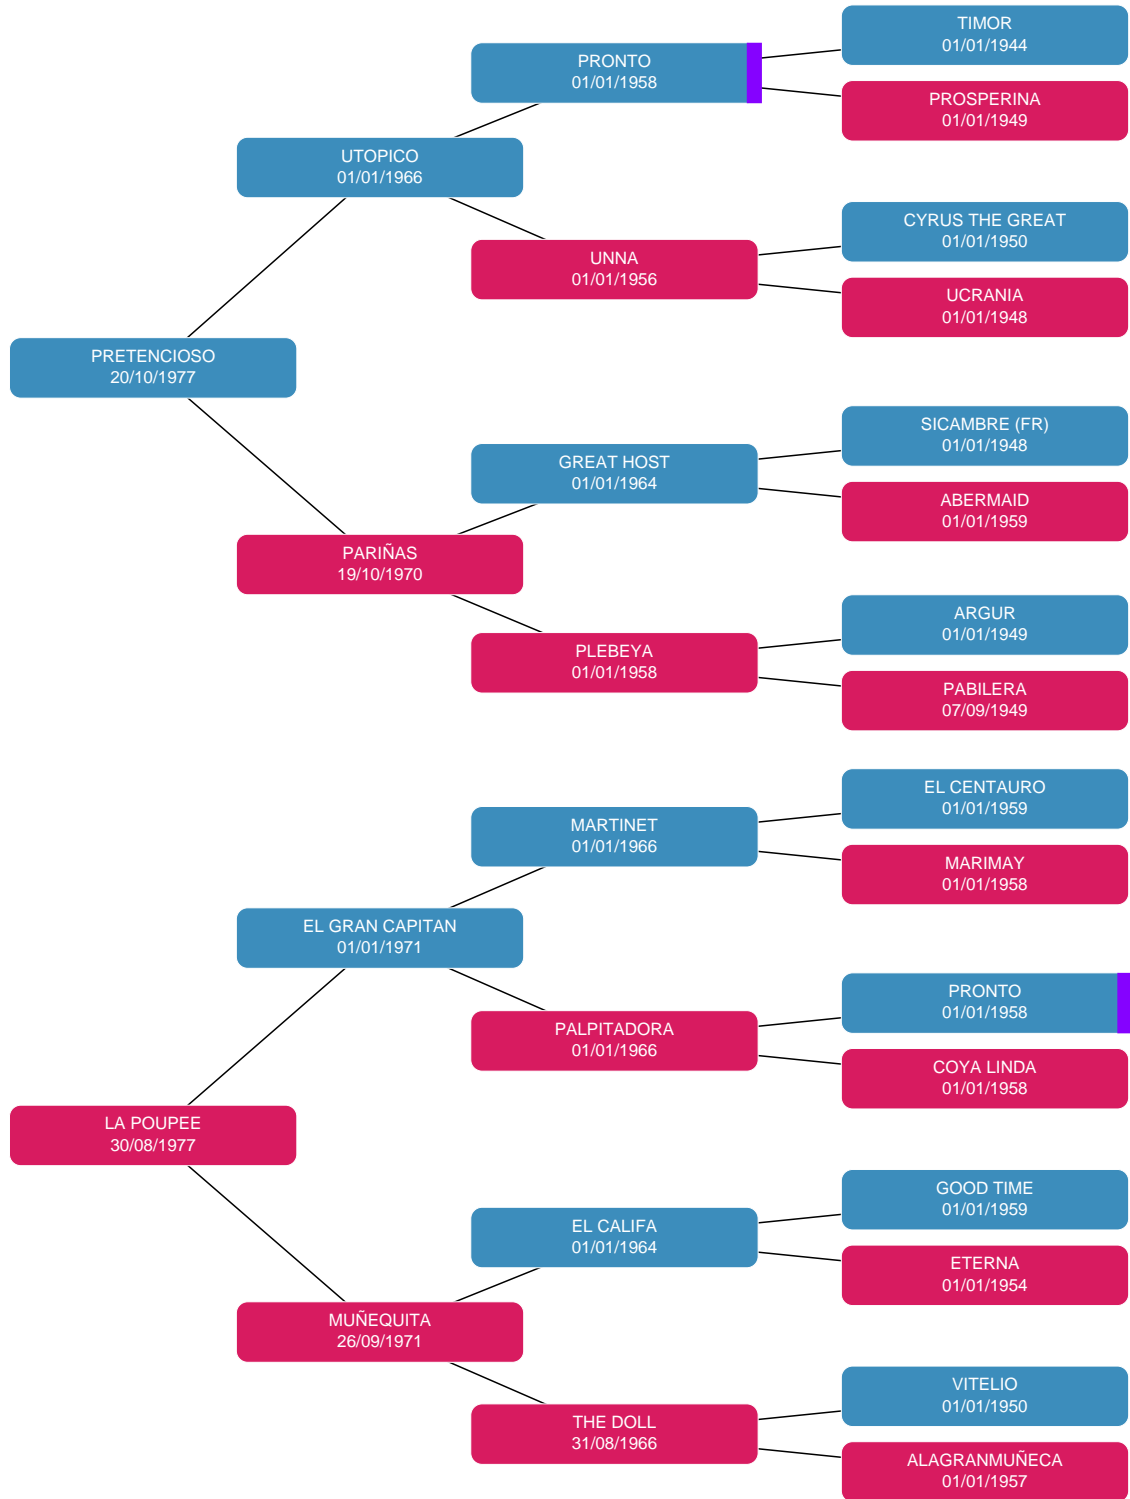 TIMOR
01/01/1944
PRONTO
01/01/1958
PROSPERINA
01/01/1949
UTOPICO
01/01/1966
CYRUS THE GREAT
01/01/1950
UNNA
01/01/1956
UCRANIA
01/01/1948
PRETENCIOSO
20/10/1977
SICAMBRE (FR)
01/01/1948
GREAT HOST
01/01/1964
ABERMAID
01/01/1959
PARIÑAS
19/10/1970
ARGUR
01/01/1949
PLEBEYA
01/01/1958
PABILERA
07/09/1949
EL CENTAURO
01/01/1959
MARTINET
01/01/1966
MARIMAY
01/01/1958
EL GRAN CAPITAN
01/01/1971
PRONTO
01/01/1958
PALPITADORA
01/01/1966
COYA LINDA
01/01/1958
LA POUPEE
30/08/1977
GOOD TIME
01/01/1959
EL CALIFA
01/01/1964
ETERNA
01/01/1954
MUÑEQUITA
26/09/1971
VITELIO
01/01/1950
THE DOLL
31/08/1966
ALAGRANMUÑECA
01/01/1957